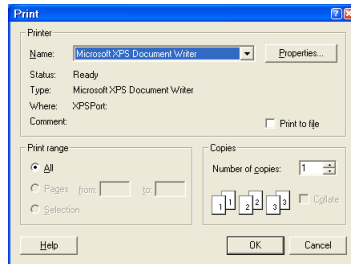 Print
Printer
Name: Microsoft XPS Document Writer Properties...
Status: Ready
Type: Microsoft XPS Document Writer
Where: XPSPort:
Comment: Print to file
Print range
All
Pages from: to:
Selection
Copies
Number of copies: 1
1 1 2 2 3 3 Collate
Help OK Cancel